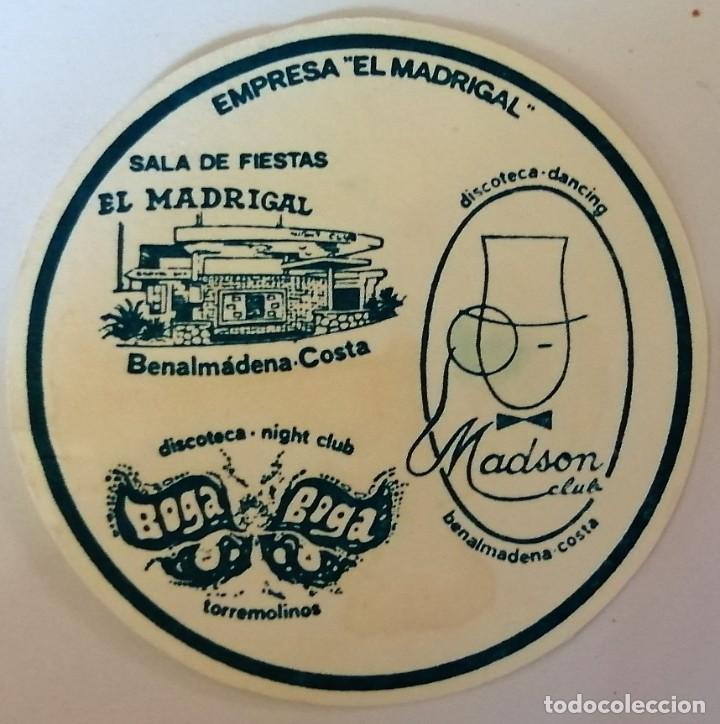 EMPRESA "EL MADRIGAL"
SALA DE FIESTAS
EL MADRIGAL
Benalmádena-Costa
discoteca-dancing
Madson
club
benalmadena-costa
discoteca - night club
Boga Boga
torremolinos
todocoleccion